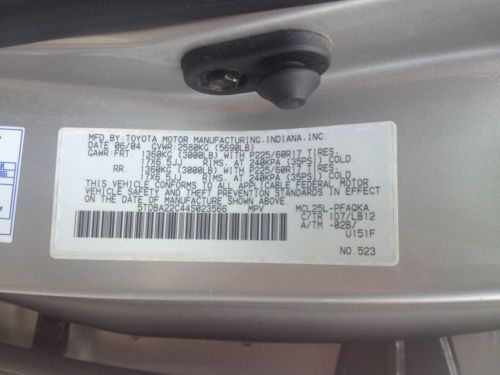 MFD.BY:TOYOTA MOTOR MANUFACTURING,INDIANA,INC.
DATE 06/04 GVWR:2580KG (5690LB)
GAWR:FRT. 1360KG (3000LB) WITH P225/60R17 TIRES,
17X6.5JJ RIMS, AT 240KPA (35PSI) COLD.
RR. 1360KG (3000LB) WITH P225/60R17 TIRES,
17X6.5JJ RIMS, AT 240KPA (35PSI) COLD.
THIS VEHICLE CONFORMS TO ALL APPLICABLE FEDERAL MOTOR
VEHICLE SAFETY AND THEFT PREVENTION STANDARDS IN EFFECT
ON THE DATE OF MANUFACTURE SHOWN ABOVE.
5TDBA22C44S023556 MPV MCL25L-PFAQKA
C/TR 1D7/LB12
A/TM -02B/
U151F
NO.523